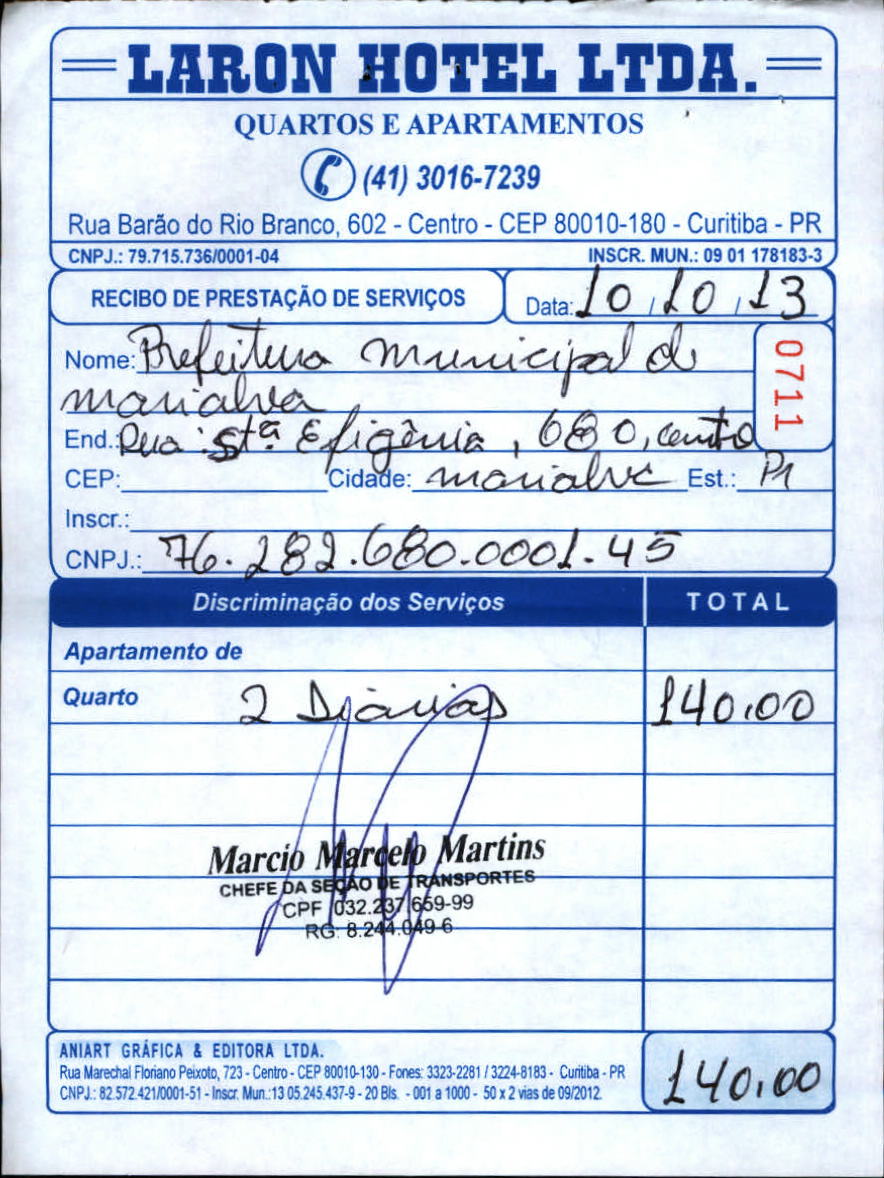 LARON HOTEL LTDA.
QUARTOS E APARTAMENTOS
(41) 3016-7239
Rua Barão do Rio Branco, 602 - Centro - CEP 80010-180 - Curitiba - PR
CNPJ.: 79.715.736/0001-04 INSCR. MUN.: 09 01 178183-3
RECIBO DE PRESTAÇÃO DE SERVIÇOS Data: 10 / 10 / 13
Nome: Prefeitura municipal de
marialva
0711
End.: Rua: Stª Efigênia, 680, centro
CEP: Cidade: marialva Est.: Pr
Inscr.:
CNPJ.: 76.282.680.0001.45
Discriminação dos Serviços TOTAL
Apartamento de
Quarto 2 Diárias 140,00
Marcio Marcelo Martins
CHEFE DA SEÇÃO DE TRANSPORTES
CPF 032.237.659-99
RG: 8.244.049-6
ANIART GRÁFICA & EDITORA LTDA.
Rua Marechal Floriano Peixoto, 723 - Centro - CEP 80010-130 - Fones: 3323-2281 / 3224-8183 - Curitiba - PR
CNPJ.: 82.572.421/0001-51 - Inscr. Mun.:13 05.245.437-9 - 20 Bls. - 001 a 1000 - 50 x 2 vias de 09/2012.
140,00